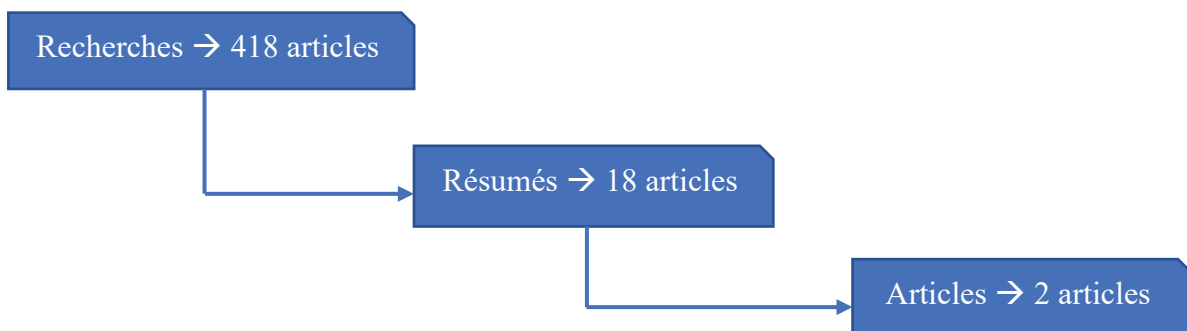 Recherches → 418 articles
Résumés → 18 articles
Articles → 2 articles